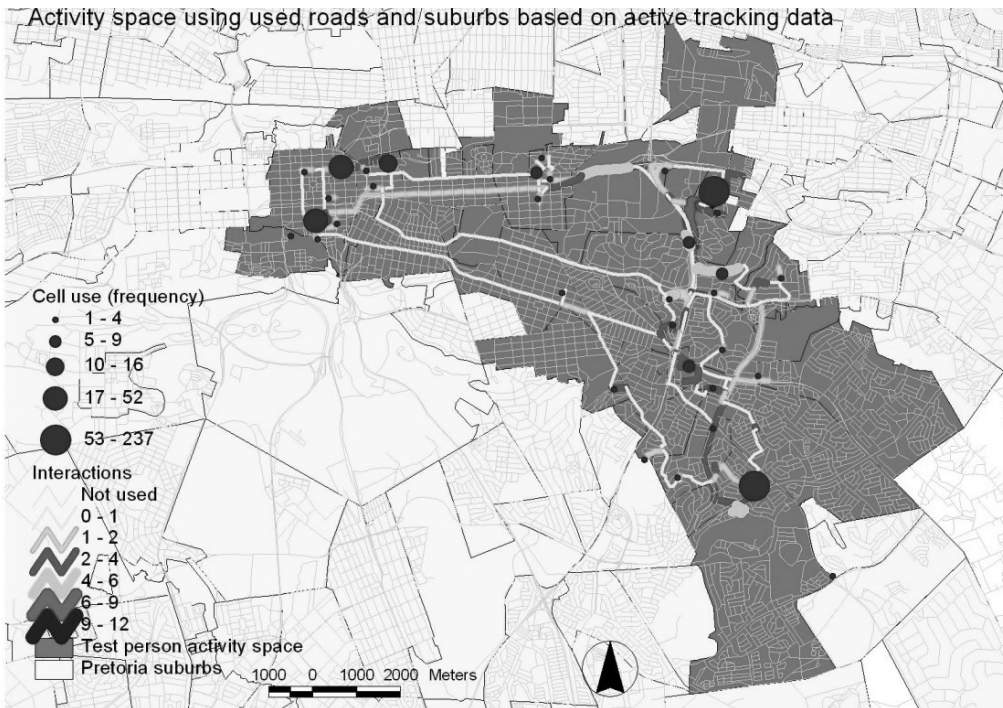 Activity space using used roads and suburbs based on active tracking data
Cell use (frequency)
1 - 4
5 - 9
10 - 16
17 - 52
53 - 237
Interactions
Not used
0 - 1
1 - 2
2 - 4
4 - 6
6 - 9
9 - 12
Test person activity space
Pretoria suburbs
1000 0 1000 2000 Meters